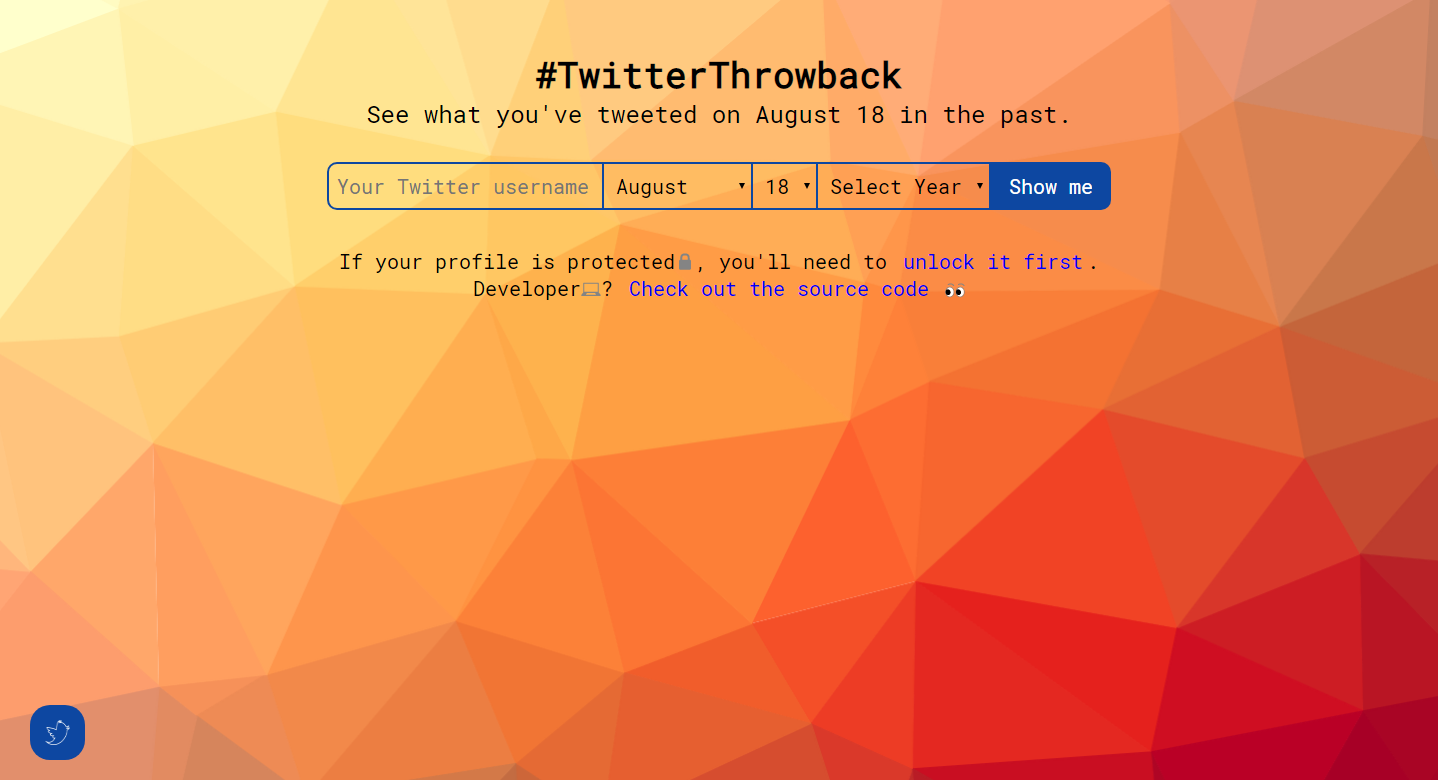 #TwitterThrowback
See what you've tweeted on August 18 in the past.
Your Twitter username August 18 Select Year Show me
If your profile is protected🔒, you'll need to unlock it first.
Developer💻? Check out the source code 👀